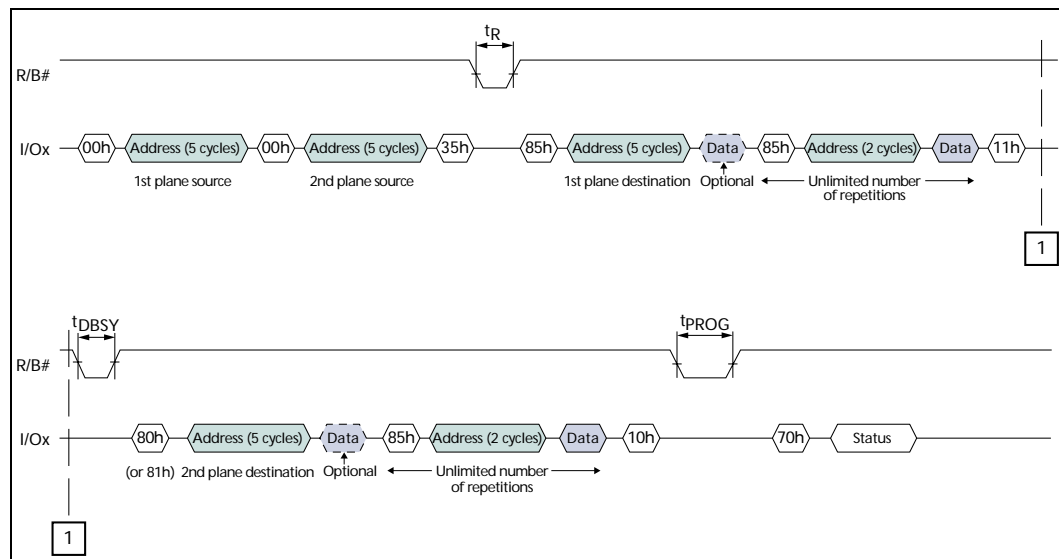 tR
R/B#
I/Ox 00h Address (5 cycles) 00h Address (5 cycles) 35h 85h Address (5 cycles) Data 85h Address (2 cycles) Data 11h
1st plane source 2nd plane source 1st plane destination Optional Unlimited number
of repetitions
1
tDBSY tPROG
R/B#
I/Ox 80h Address (5 cycles) Data 85h Address (2 cycles) Data 10h 70h Status
(or 81h) 2nd plane destination Optional Unlimited number
of repetitions
1